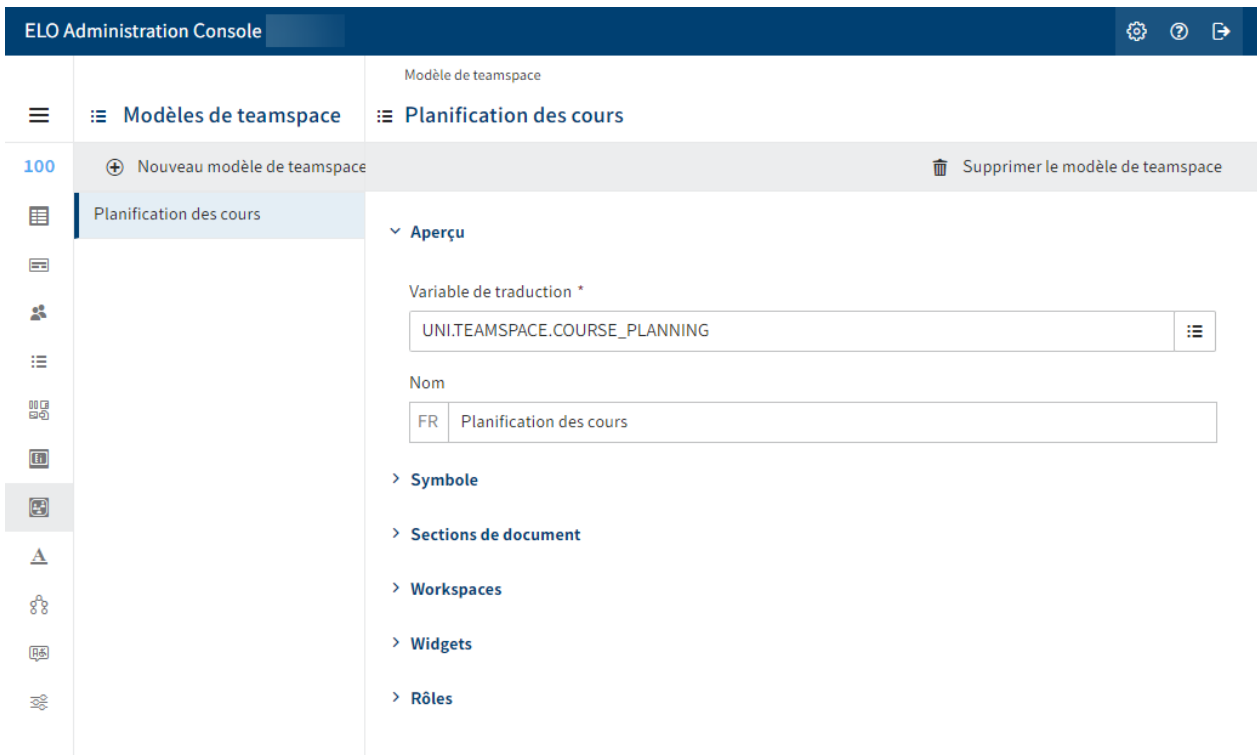 ELO Administration Console
Modèle de teamspace
Modèles de teamspace
Planification des cours
100
Nouveau modèle de teamspace
Supprimer le modèle de teamspace
Planification des cours
Aperçu
Variable de traduction *
UNI.TEAMSPACE.COURSE_PLANNING
Nom
FR Planification des cours
Symbole
Sections de document
Workspaces
Widgets
Rôles